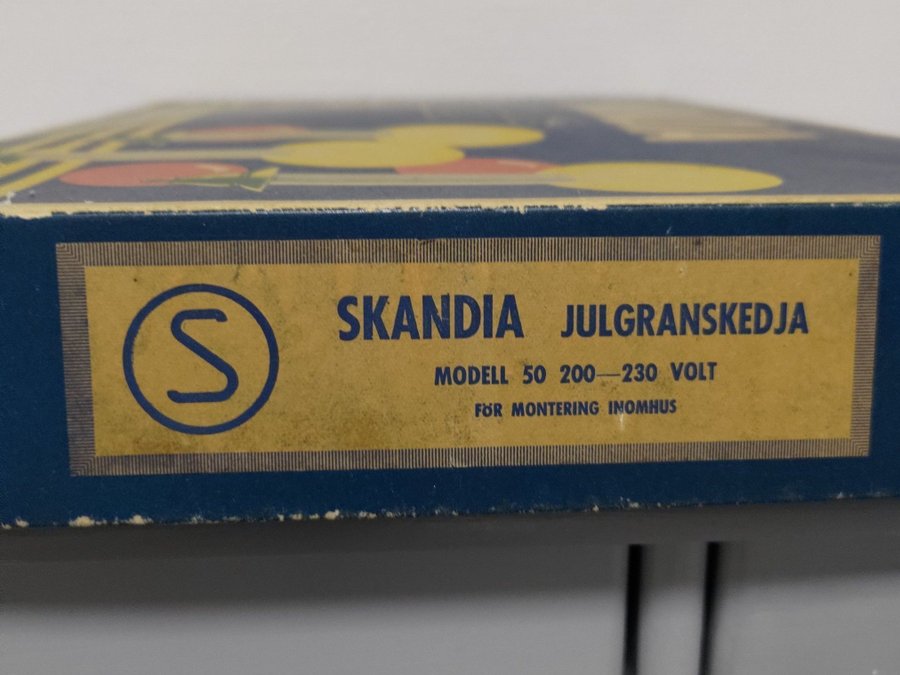 S
SKANDIA JULGRANSKEDJA
MODELL 50 200—230 VOLT
FÖR MONTERING INOMHUS